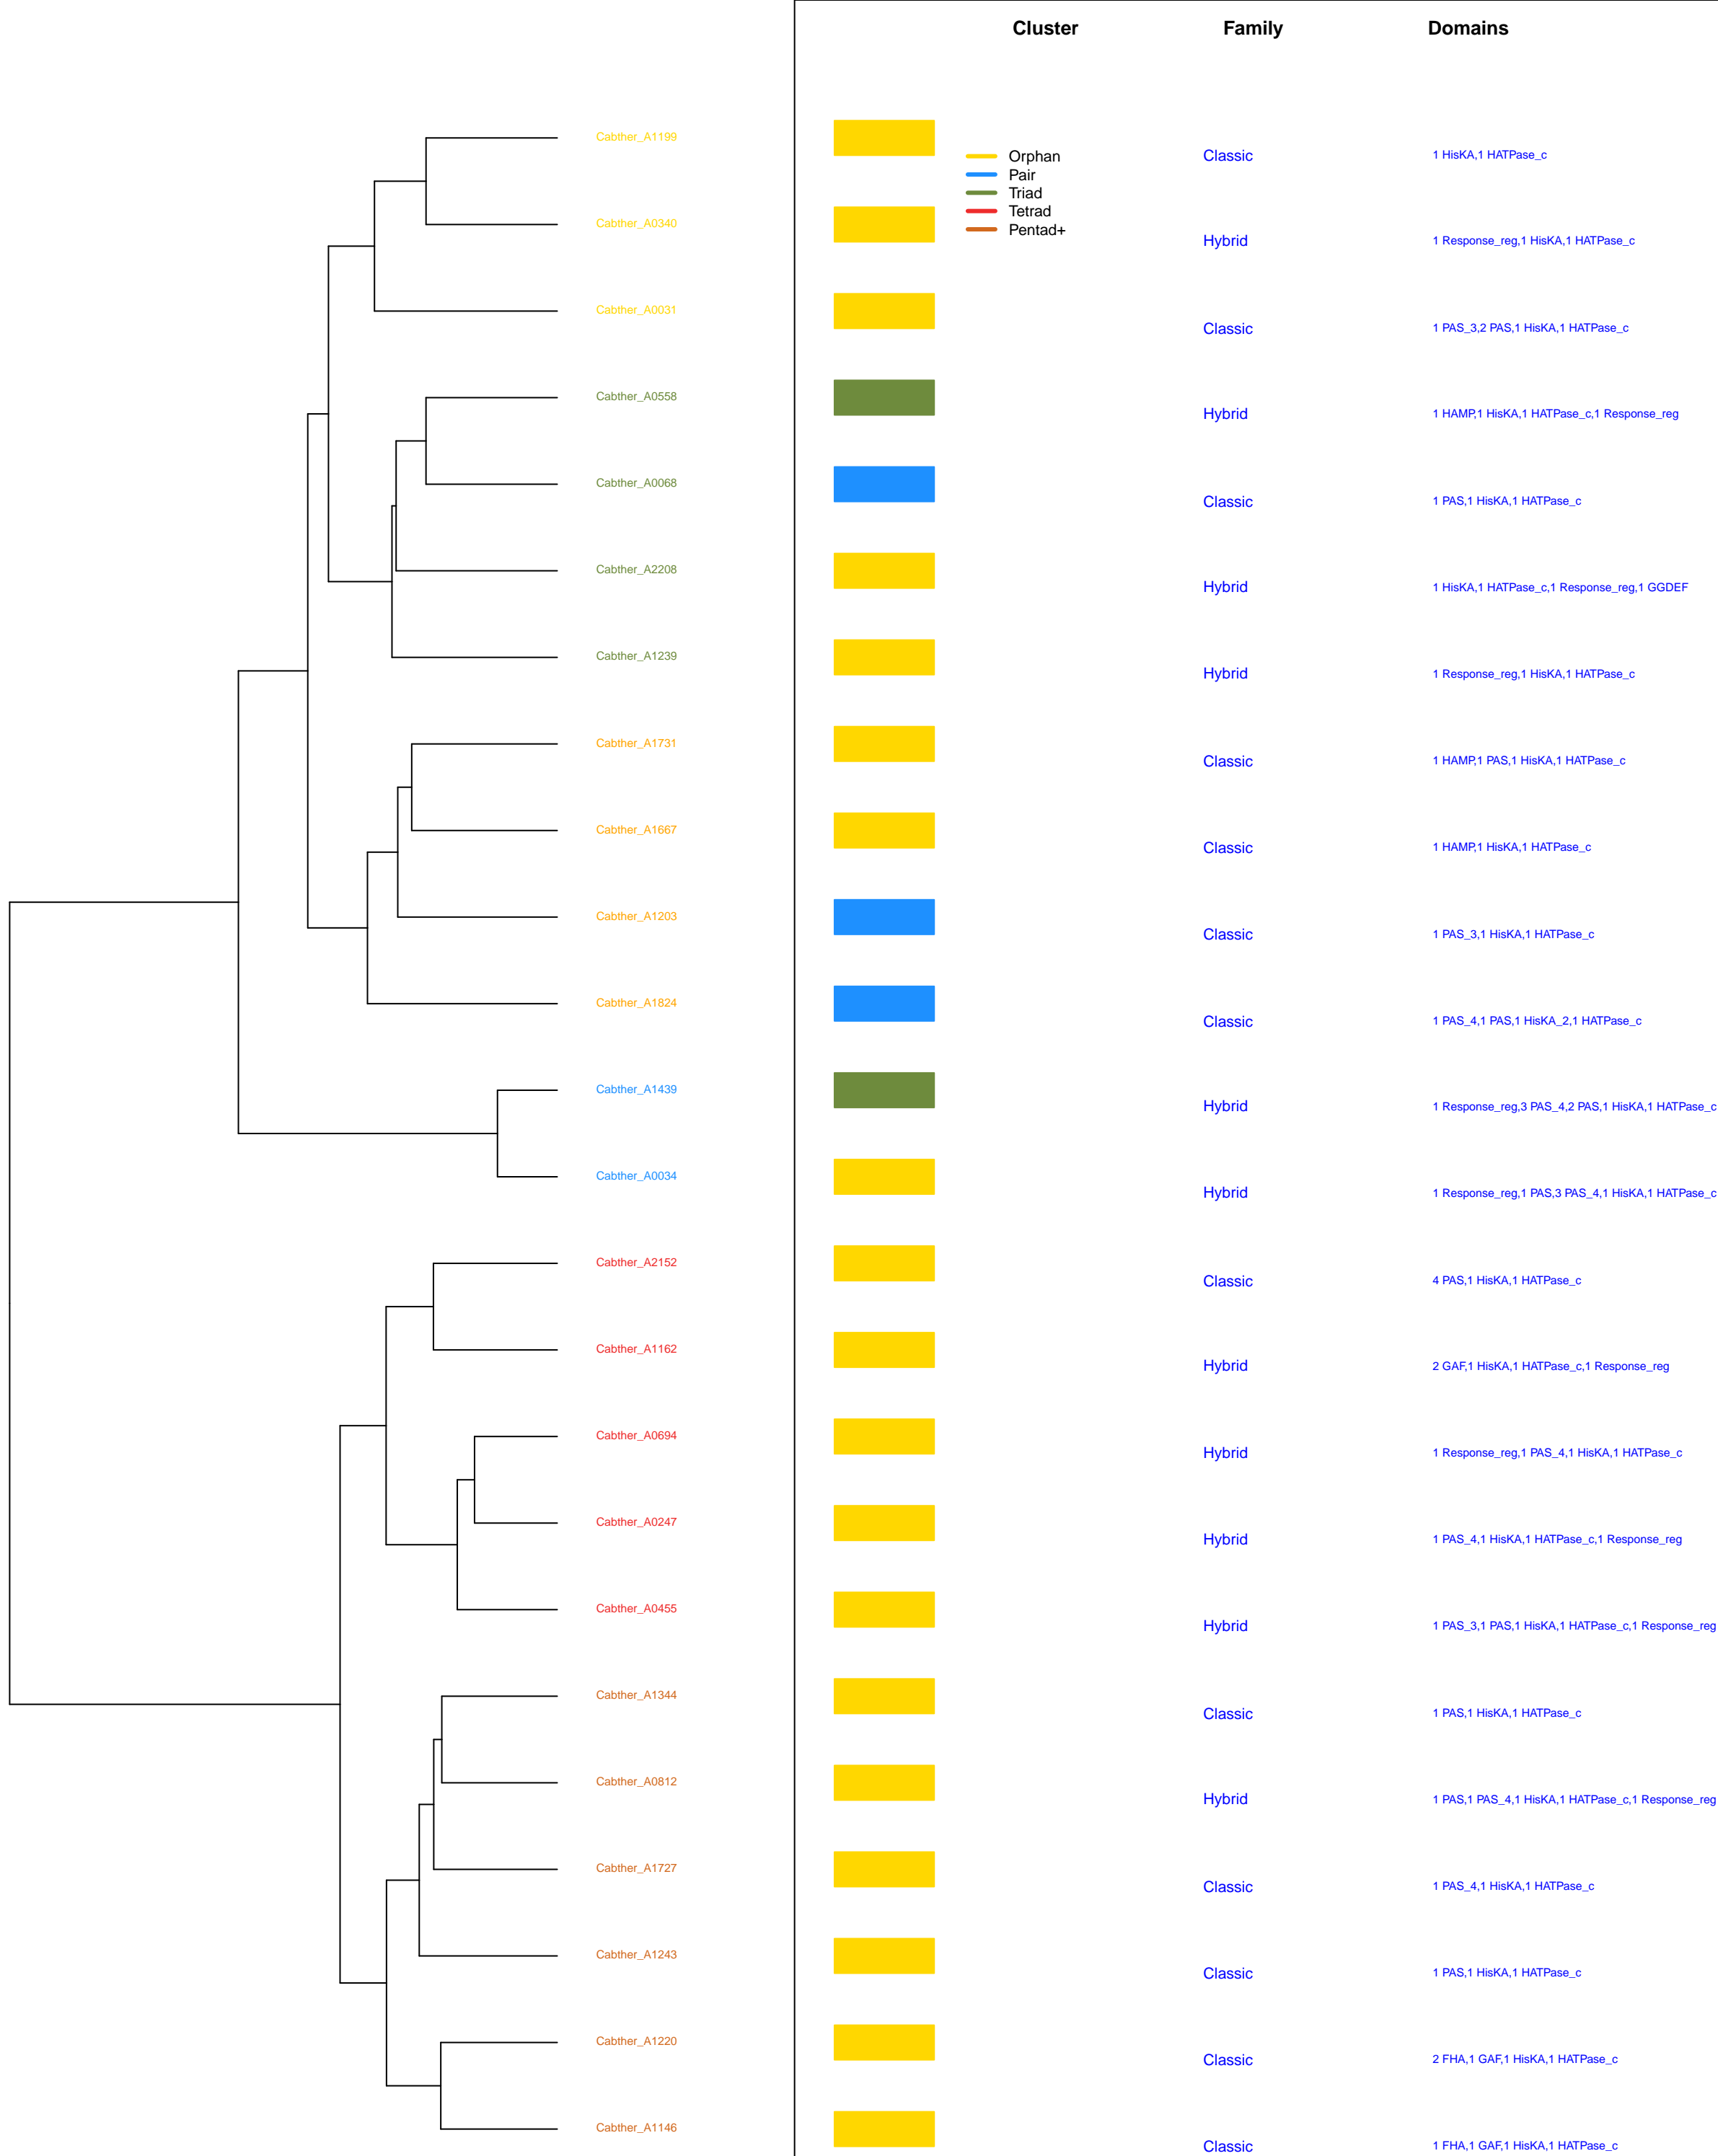 Cluster Family Domains
Cabther_A1199
Orphan
Classic 1 HisKA,1 HATPase_c
Pair
Triad
Tetrad
Cabther_A0340
Pentad+
Hybrid 1 Response_reg,1 HisKA,1 HATPase_c
Cabther_A0031
Classic 1 PAS_3,2 PAS,1 HisKA,1 HATPase_c
Cabther_A0558
Hybrid 1 HAMP,1 HisKA,1 HATPase_c,1 Response_reg
Cabther_A0068
Classic 1 PAS,1 HisKA,1 HATPase_c
Cabther_A2208
Hybrid 1 HisKA,1 HATPase_c,1 Response_reg,1 GGDEF
Cabther_A1239
Hybrid 1 Response_reg,1 HisKA,1 HATPase_c
Cabther_A1731
Classic 1 HAMP,1 PAS,1 HisKA,1 HATPase_c
Cabther_A1667
Classic 1 HAMP,1 HisKA,1 HATPase_c
Cabther_A1203
Classic 1 PAS_3,1 HisKA,1 HATPase_c
Cabther_A1824
Classic 1 PAS_4,1 PAS,1 HisKA_2,1 HATPase_c
Cabther_A1439
Hybrid 1 Response_reg,3 PAS_4,2 PAS,1 HisKA,1 HATPase_c
Cabther_A0034
Hybrid 1 Response_reg,1 PAS,3 PAS_4,1 HisKA,1 HATPase_c
Cabther_A2152
Classic 4 PAS,1 HisKA,1 HATPase_c
Cabther_A1162
Hybrid 2 GAF,1 HisKA,1 HATPase_c,1 Response_reg
Cabther_A0694
Hybrid 1 Response_reg,1 PAS_4,1 HisKA,1 HATPase_c
Cabther_A0247
Hybrid 1 PAS_4,1 HisKA,1 HATPase_c,1 Response_reg
Cabther_A0455
Hybrid 1 PAS_3,1 PAS,1 HisKA,1 HATPase_c,1 Response_reg
Cabther_A1344
Classic 1 PAS,1 HisKA,1 HATPase_c
Cabther_A0812
Hybrid 1 PAS,1 PAS_4,1 HisKA,1 HATPase_c,1 Response_reg
Cabther_A1727
Classic 1 PAS_4,1 HisKA,1 HATPase_c
Cabther_A1243
Classic 1 PAS,1 HisKA,1 HATPase_c
Cabther_A1220
Classic 2 FHA,1 GAF,1 HisKA,1 HATPase_c
Cabther_A1146
Classic 1 FHA,1 GAF,1 HisKA,1 HATPase_c